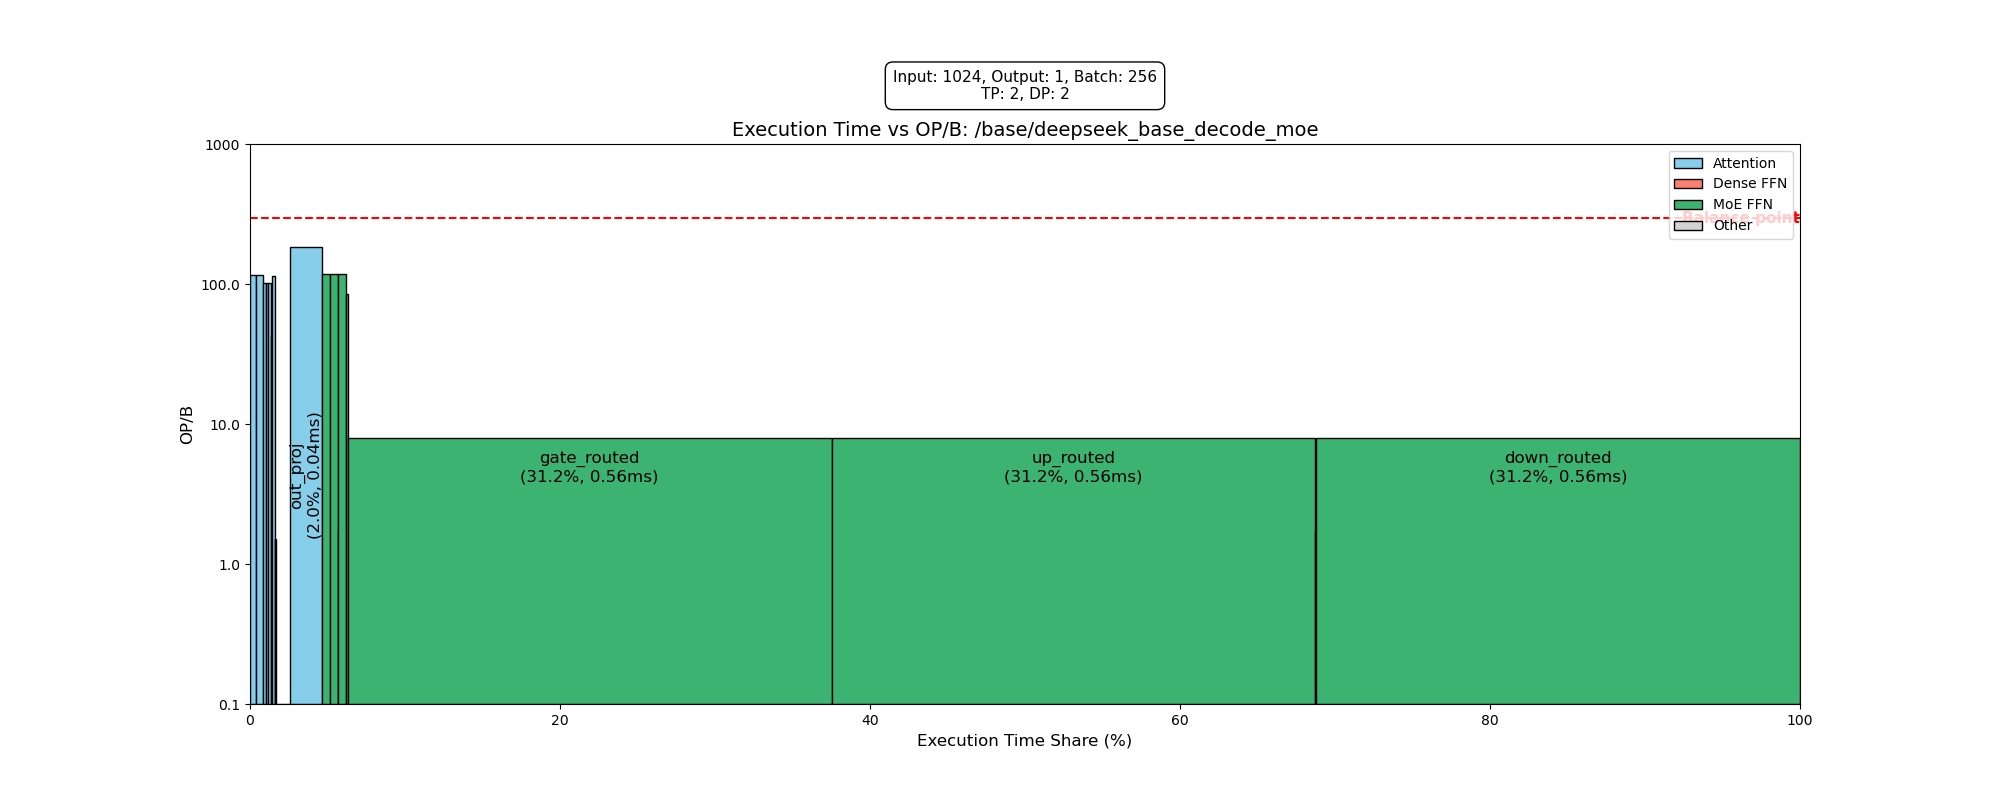 Input: 1024, Output: 1, Batch: 256
TP: 2, DP: 2
Execution Time vs OP/B: /base/deepseek_base_decode_moe
1000
100.0
10.0
1.0
0.1
OP/B
Attention
Dense FFN
MoE FFN
Other
Balance point
out_proj
(2.0%, 0.04ms)
gate_routed
(31.2%, 0.56ms)
up_routed
(31.2%, 0.56ms)
down_routed
(31.2%, 0.56ms)
0
20
40
60
80
100
Execution Time Share (%)